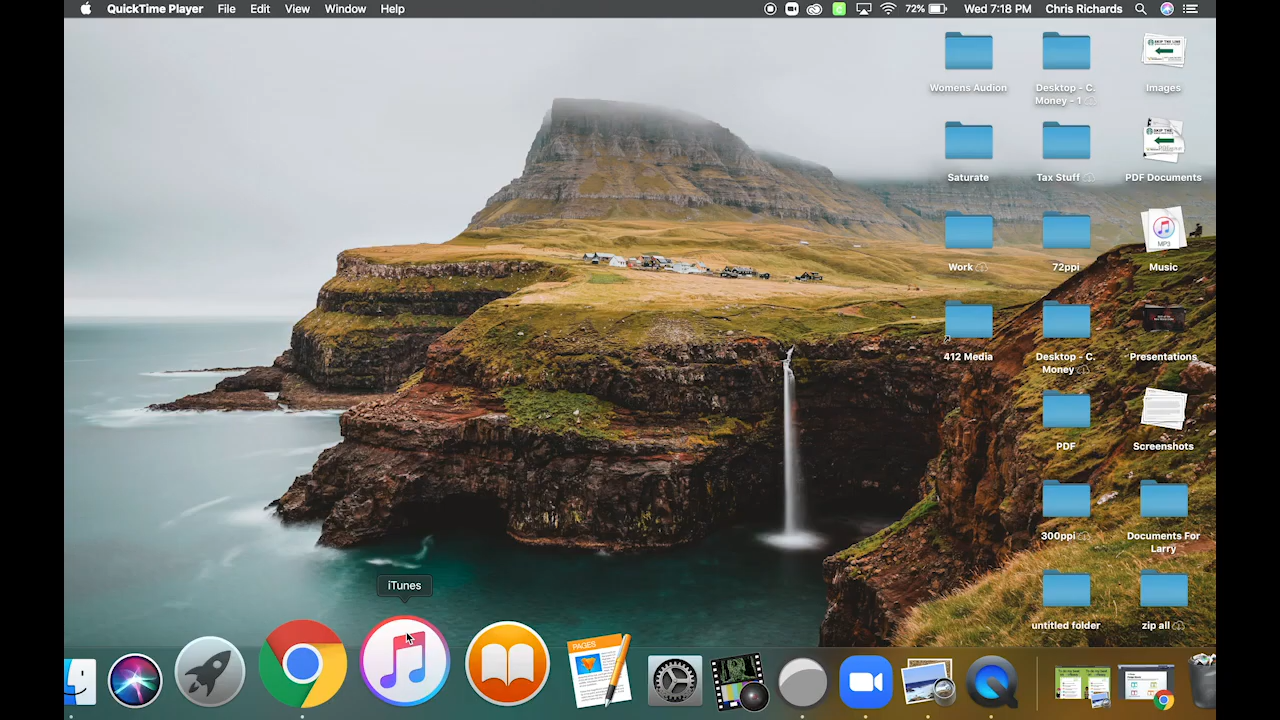 QuickTime Player File Edit View Window Help 72% Wed 7:18 PM Chris Richards
Womens Audion
Desktop - C.
Money - 1
Images
Saturate
Tax Stuff
PDF Documents
Work
72ppi
MP3
Music
412 Media
Desktop - C.
Money
Presentations
PDF
Screenshots
300ppi
Documents For
Larry
untitled folder
zip all
iTunes
PAGES